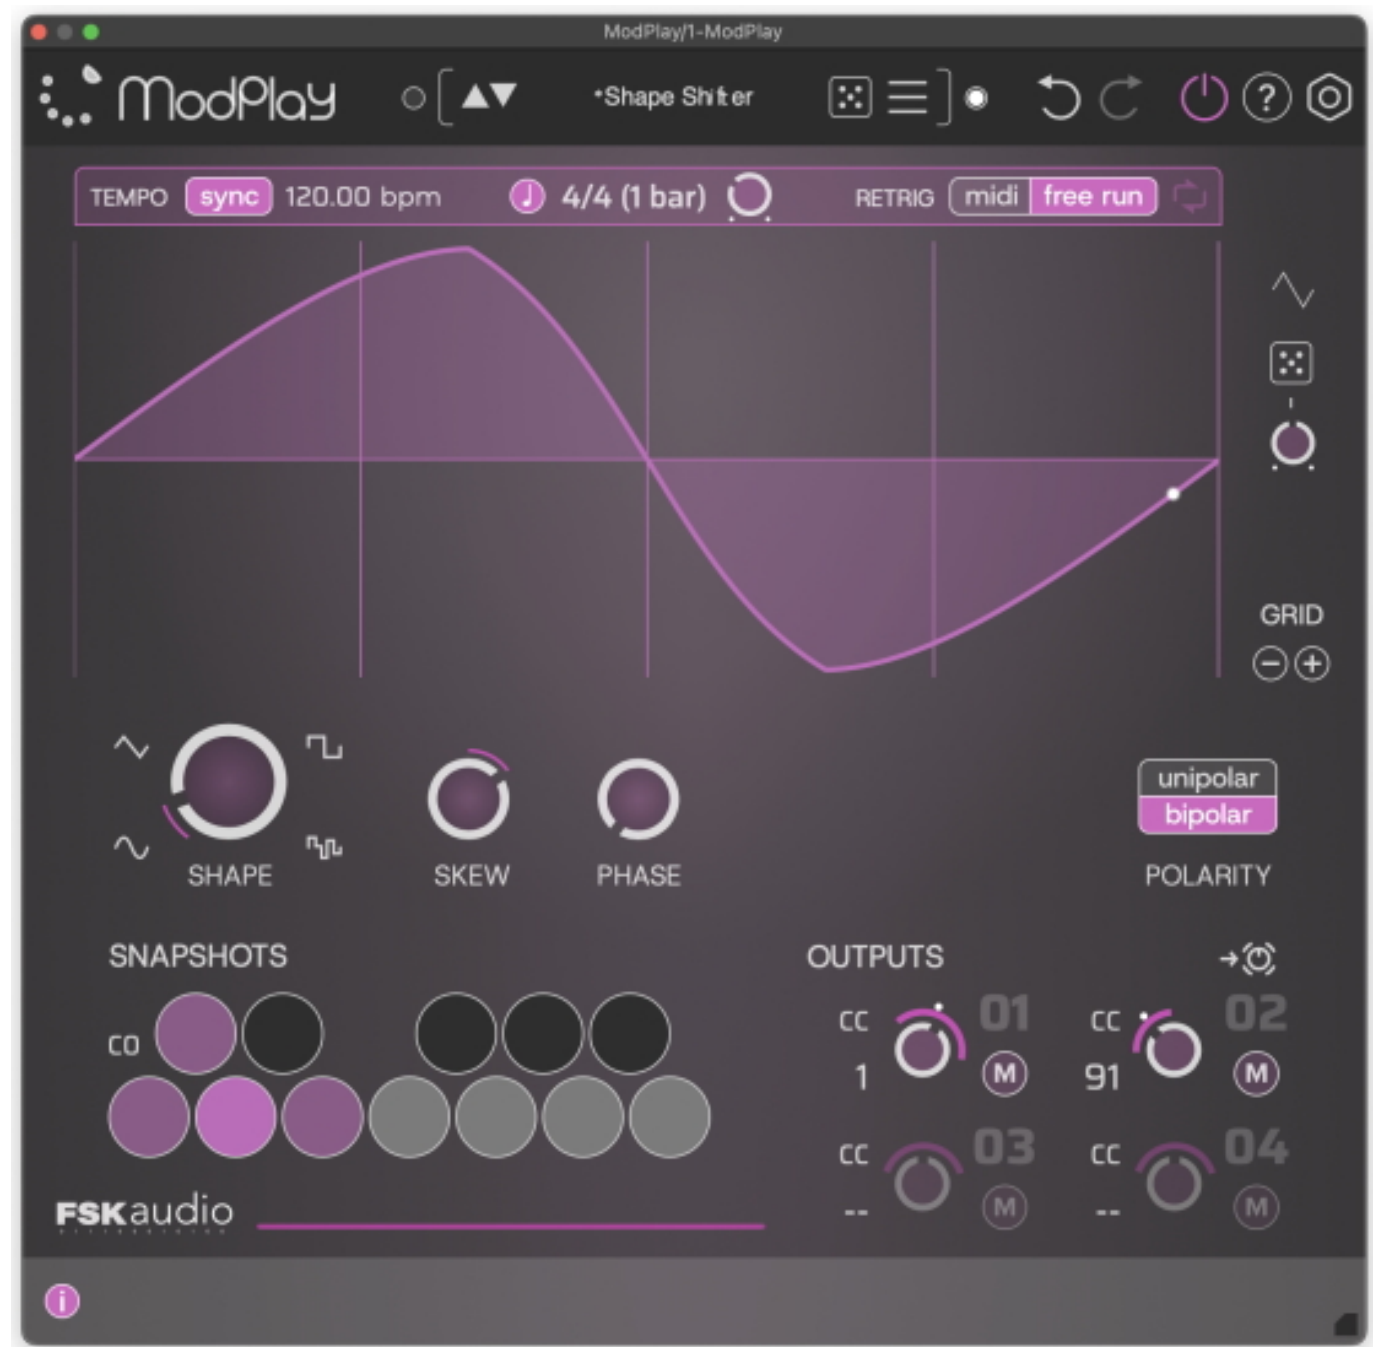 ModPlay/1-ModPlay
ModPlay
*Shape Shifter
?
TEMPO sync 120.00 bpm 4/4 (1 bar) RETRIG midi free run
GRID
unipolar
bipolar
SHAPE SKEW PHASE POLARITY
SNAPSHOTS OUTPUTS
CC 01 CC 02
C0
1 M 91 M
CC 03 CC 04
-- M -- M
FSKaudio
i